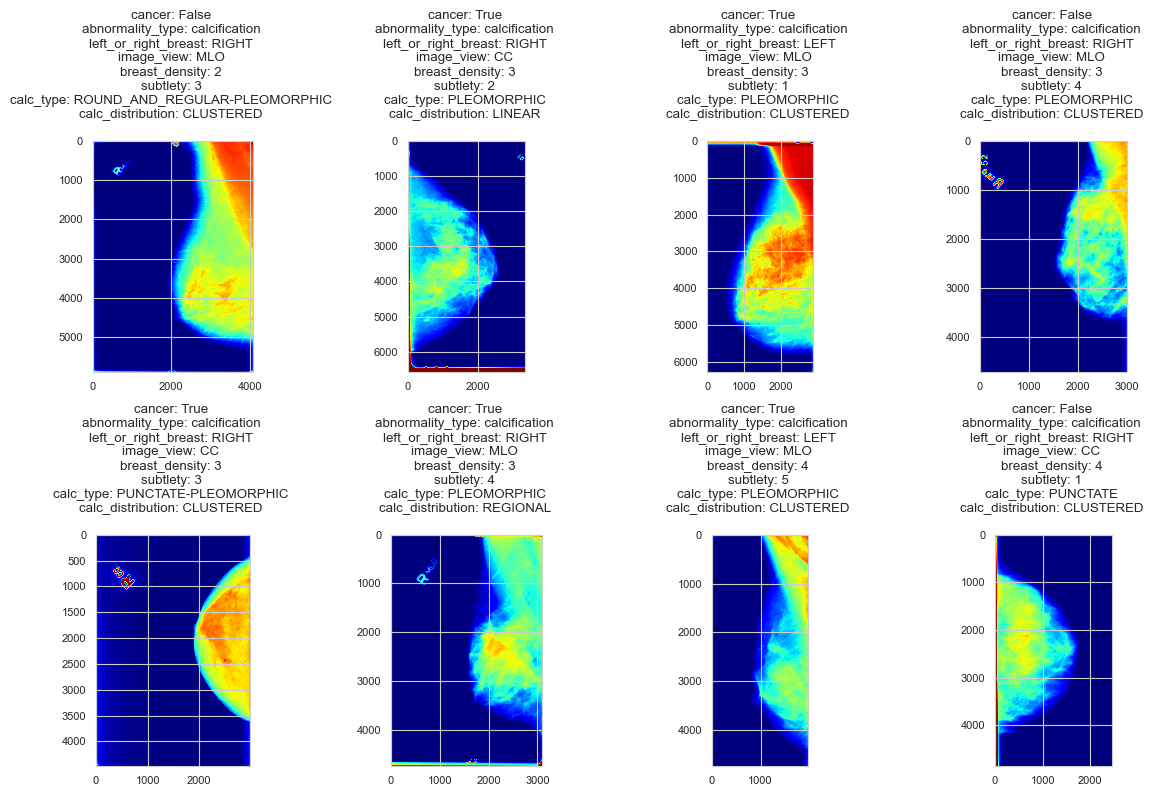 cancer: False
abnormality_type: calcification
left_or_right_breast: RIGHT
image_view: MLO
breast_density: 2
subtlety: 3
calc_type: ROUND_AND_REGULAR-PLEOMORPHIC
calc_distribution: CLUSTERED
0
1000
2000
3000
4000
5000
0 2000 4000
cancer: True
abnormality_type: calcification
left_or_right_breast: RIGHT
image_view: CC
breast_density: 3
subtlety: 2
calc_type: PLEOMORPHIC
calc_distribution: LINEAR
0
1000
2000
3000
4000
5000
6000
0 2000
cancer: True
abnormality_type: calcification
left_or_right_breast: LEFT
image_view: MLO
breast_density: 3
subtlety: 1
calc_type: PLEOMORPHIC
calc_distribution: CLUSTERED
0
1000
2000
3000
4000
5000
6000
0 1000 2000
cancer: False
abnormality_type: calcification
left_or_right_breast: RIGHT
image_view: MLO
breast_density: 3
subtlety: 4
calc_type: PLEOMORPHIC
calc_distribution: CLUSTERED
0
1000
2000
3000
4000
0 2000 3000
cancer: True
abnormality_type: calcification
left_or_right_breast: RIGHT
image_view: CC
breast_density: 3
subtlety: 3
calc_type: PUNCTATE-PLEOMORPHIC
calc_distribution: CLUSTERED
0
500
1000
1500
2000
2500
3000
3500
4000
0 1000 2000
cancer: True
abnormality_type: calcification
left_or_right_breast: RIGHT
image_view: MLO
breast_density: 3
subtlety: 4
calc_type: PLEOMORPHIC
calc_distribution: REGIONAL
R MLO
0
1000
2000
3000
4000
0 1000 2000 3000
cancer: True
abnormality_type: calcification
left_or_right_breast: LEFT
image_view: MLO
breast_density: 4
subtlety: 5
calc_type: PLEOMORPHIC
calc_distribution: CLUSTERED
0
1000
2000
3000
4000
1000
cancer: False
abnormality_type: calcification
left_or_right_breast: RIGHT
image_view: CC
breast_density: 4
subtlety: 1
calc_type: PUNCTATE
calc_distribution: CLUSTERED
0
1000
2000
3000
4000
0 1000 2000